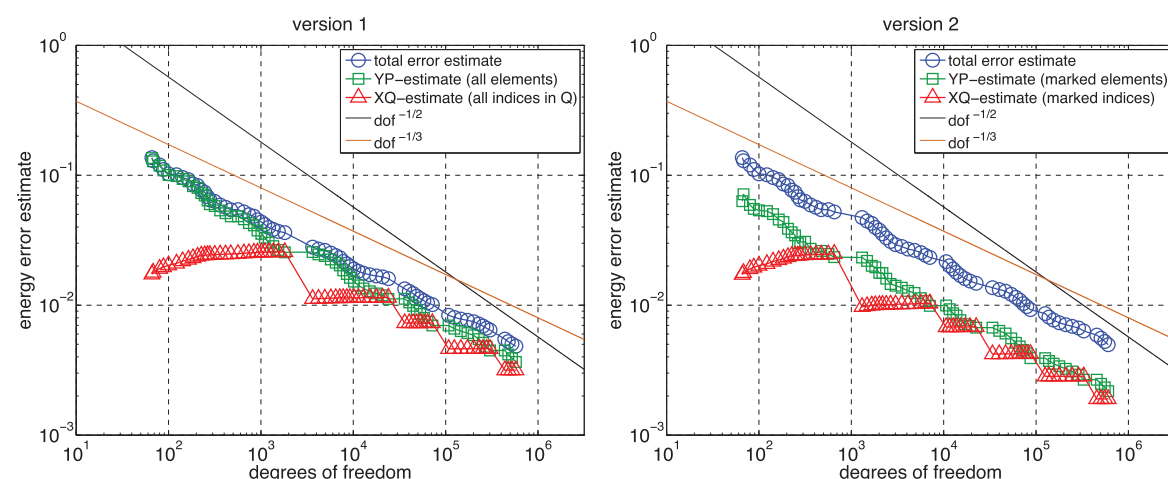 version 1
10^0
10^-1
10^-2
10^-3
energy error estimate
total error estimate
YP-estimate (all elements)
XQ-estimate (all indices in Q)
dof^-1/2
dof^-1/3
10^1 10^2 10^3 10^4 10^5 10^6
degrees of freedom
version 2
10^0
10^-1
10^-2
10^-3
energy error estimate
total error estimate
YP-estimate (marked elements)
XQ-estimate (marked indices)
dof^-1/2
dof^-1/3
10^1 10^2 10^3 10^4 10^5 10^6
degrees of freedom